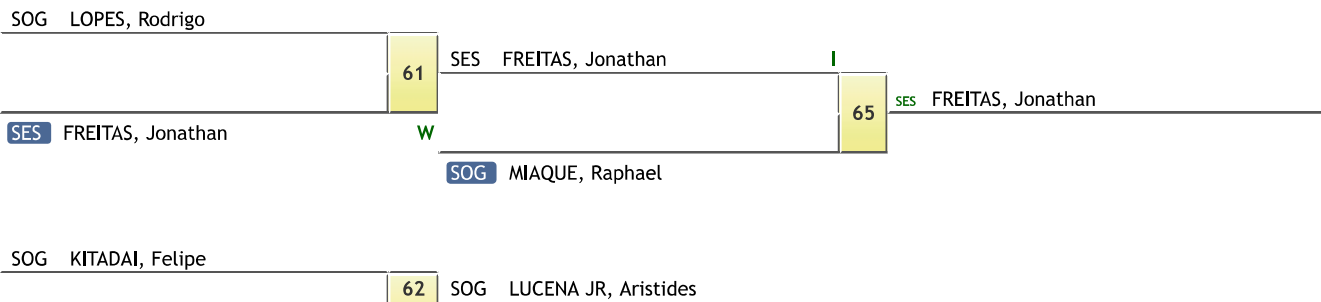 SOG LOPES, Rodrigo
61
SES FREITAS, Jonathan I
SES FREITAS, Jonathan W
65
SES FREITAS, Jonathan
SOG MIAQUE, Raphael
SOG KITADAI, Felipe
62
SOG LUCENA JR, Aristides